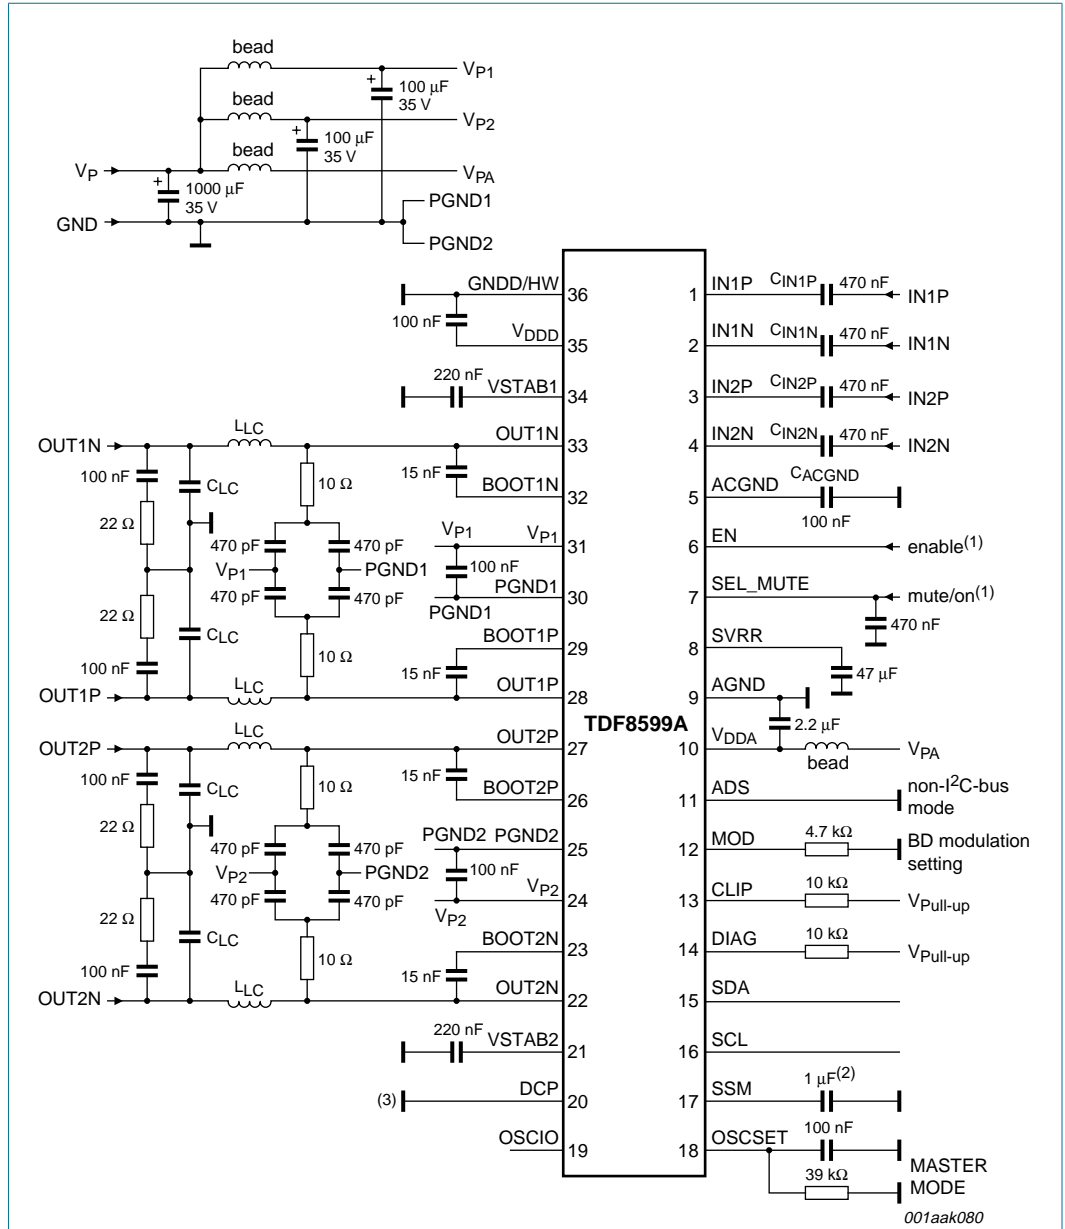 bead
V_P1
+
100 μF
35 V
bead
V_P2
+
100 μF
35 V
bead
V_P
V_PA
+
1000 μF
35 V
GND
PGND1
PGND2
GNDD/HW
36
100 nF
V_DDD
35
220 nF
VSTAB1
34
OUT1N
L_LC
OUT1N
33
100 nF
C_LC
10 Ω
15 nF
BOOT1N
32
22 Ω
470 pF
470 pF
V_P1
V_P1
31
V_P1
PGND1
100 nF
470 pF
470 pF
PGND1
30
PGND1
22 Ω
C_LC
10 Ω
BOOT1P
29
100 nF
15 nF
OUT1P
L_LC
OUT1P
28
TDF8599A
OUT2P
L_LC
OUT2P
27
100 nF
C_LC
10 Ω
15 nF
BOOT2P
26
22 Ω
470 pF
470 pF
PGND2
PGND2
25
V_P2
PGND2
100 nF
470 pF
470 pF
V_P2
24
V_P2
22 Ω
C_LC
10 Ω
BOOT2N
23
100 nF
15 nF
OUT2N
L_LC
OUT2N
22
220 nF
VSTAB2
21
(3)
DCP
20
OSCIO
19
1
IN1P
C_IN1P
470 nF
IN1P
2
IN1N
C_IN1N
470 nF
IN1N
3
IN2P
C_IN2P
470 nF
IN2P
4
IN2N
C_IN2N
470 nF
IN2N
5
ACGND
C_ACGND
100 nF
6
EN
enable(1)
7
SEL_MUTE
mute/on(1)
470 nF
8
SVRR
47 μF
9
AGND
2.2 μF
10
V_DDA
bead
V_PA
11
ADS
non-I²C-bus
mode
12
MOD
4.7 kΩ
BD modulation
setting
13
CLIP
10 kΩ
V_Pull-up
14
DIAG
10 kΩ
V_Pull-up
15
SDA
16
SCL
17
SSM
1 μF(2)
18
OSCSET
100 nF
39 kΩ
MASTER
MODE
001aak080